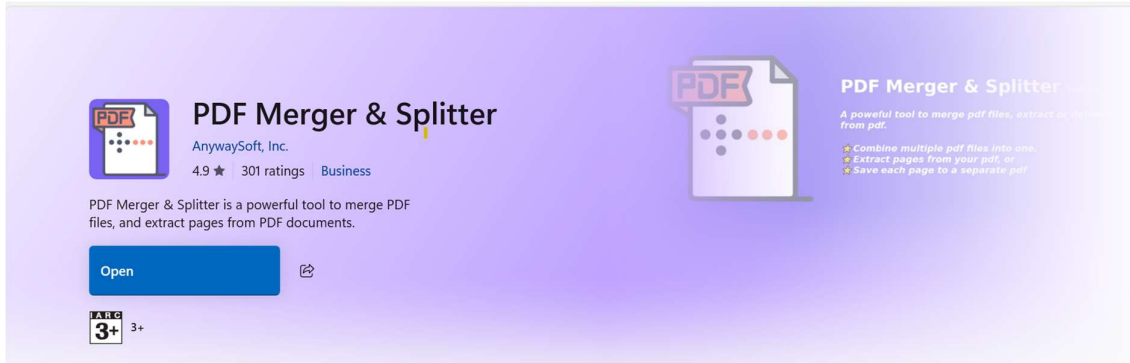 PDF
PDF Merger & Splitter
AnywaySoft, Inc.
4.9 ★ 301 ratings Business
PDF Merger & Splitter is a powerful tool to merge PDF
files, and extract pages from PDF documents.
Open
IARC
3+ 3+
PDF
PDF Merger & Splitter
A poweful tool to merge pdf files, extract
from pdf.
⭐Combine multiple pdf files into one,
⭐Extract pages from your pdf, or
⭐Save each page to a separate pdf